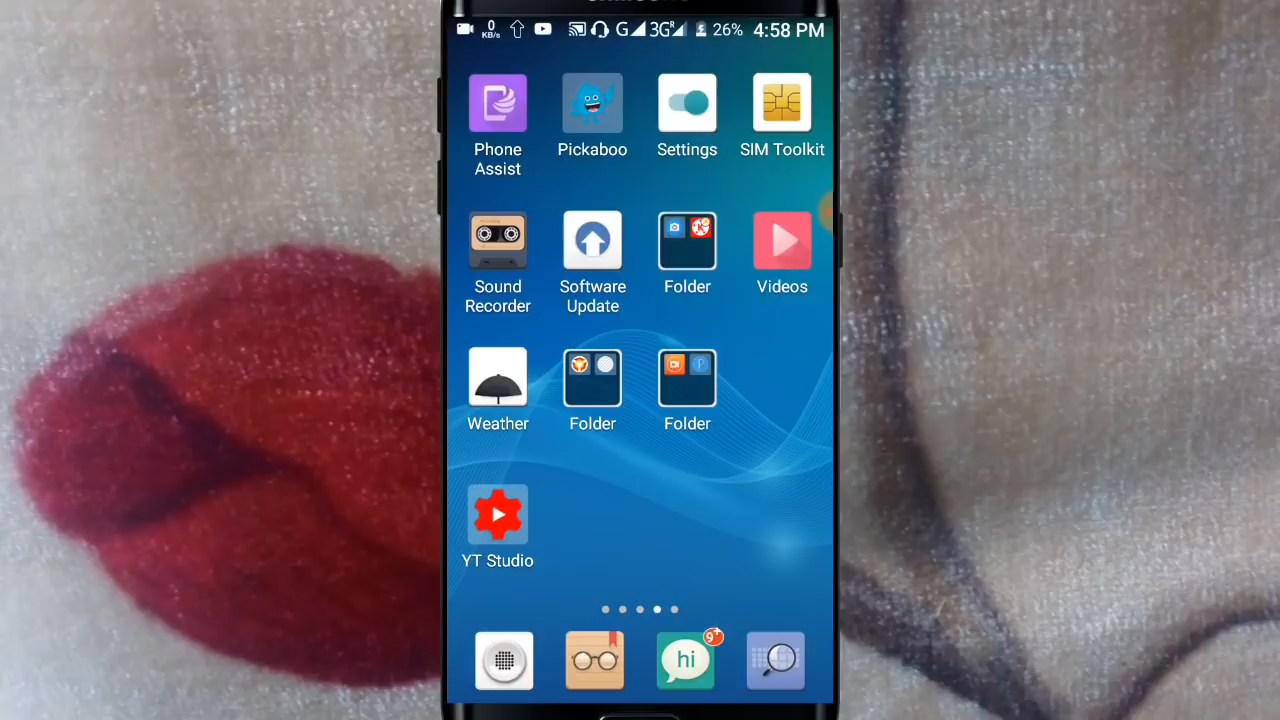 0
KB/s
G
3G
R
26%
4:58 PM
Phone
Assist
Pickaboo
Settings
SIM Toolkit
Sound
Recorder
Software
Update
Folder
Videos
Weather
Folder
Folder
YT Studio
hi
9+